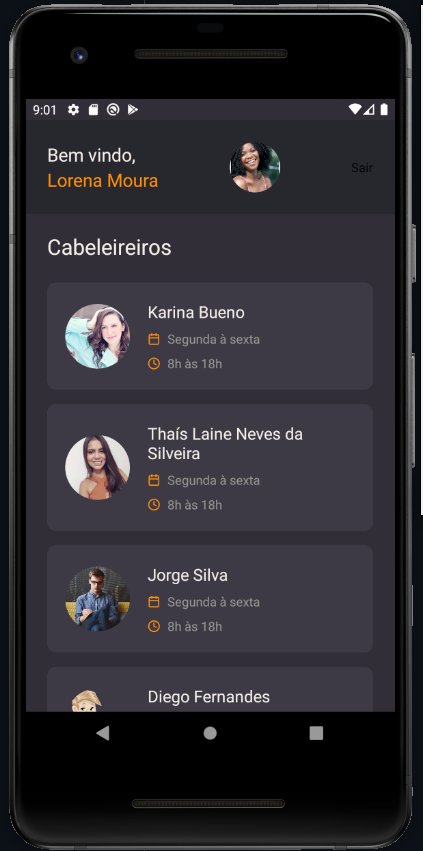 9:01
Bem vindo,
Lorena Moura
Sair
Cabeleireiros
Karina Bueno
Segunda à sexta
8h às 18h
Thaís Laine Neves da
Silveira
Segunda à sexta
8h às 18h
Jorge Silva
Segunda à sexta
8h às 18h
Diego Fernandes